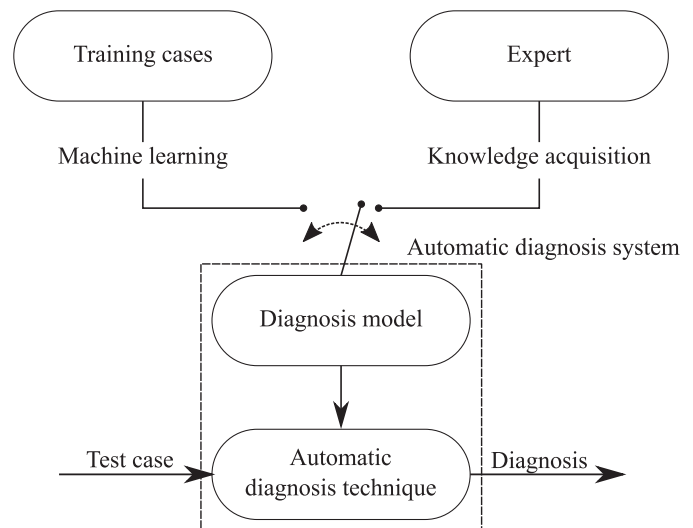 Training cases
Expert
Machine learning
Knowledge acquisition
Automatic diagnosis system
Diagnosis model
Test case
Automatic
diagnosis technique
Diagnosis